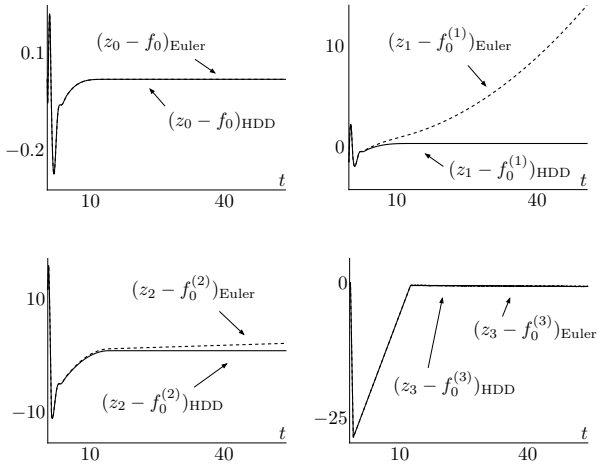 0.1
(z₀ − f₀)Euler
(z₀ − f₀)HDD
−0.2
t
10
40
10
(z₁ − f₀⁽¹⁾)Euler
0
(z₁ − f₀⁽¹⁾)HDD
t
10
40
10
(z₂ − f₀⁽²⁾)Euler
(z₂ − f₀⁽²⁾)HDD
−10
t
10
40
0
(z₃ − f₀⁽³⁾)Euler
(z₃ − f₀⁽³⁾)HDD
−25
t
10
40